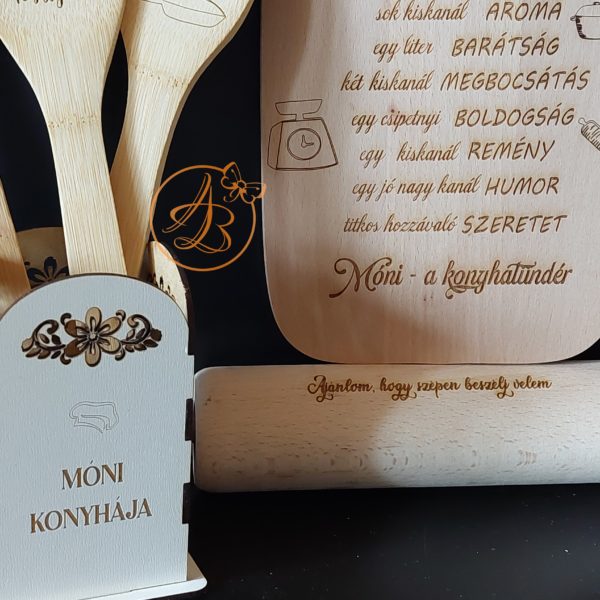 sok kiskanál AROMA
egy liter BARÁTSÁG
két kiskanál MEGBOCSÁTÁS
egy csipetnyi BOLDOGSÁG
egy kiskanál REMÉNY
egy jó nagy kanál HUMOR
titkos hozzávaló SZERETET
Móni - a konyhatündér
Ajánlom, hogy szépen beszélj velem
AB
MÓNI
KONYHÁJA